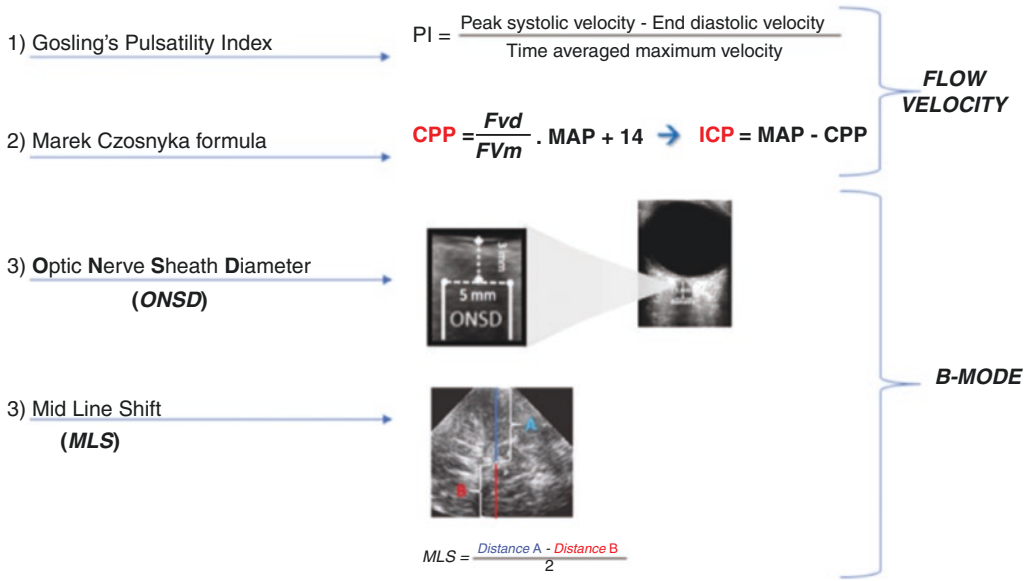 1) Gosling's Pulsatility Index
PI = Peak systolic velocity - End diastolic velocity
Time averaged maximum velocity
FLOW
VELOCITY
2) Marek Czosnyka formula
CPP = Fvd . MAP + 14 → ICP = MAP - CPP
FVm
3) Optic Nerve Sheath Diameter
(ONSD)
3 mm
5 mm
ONSD
B-MODE
3) Mid Line Shift
(MLS)
A
B
MLS = Distance A - Distance B
2